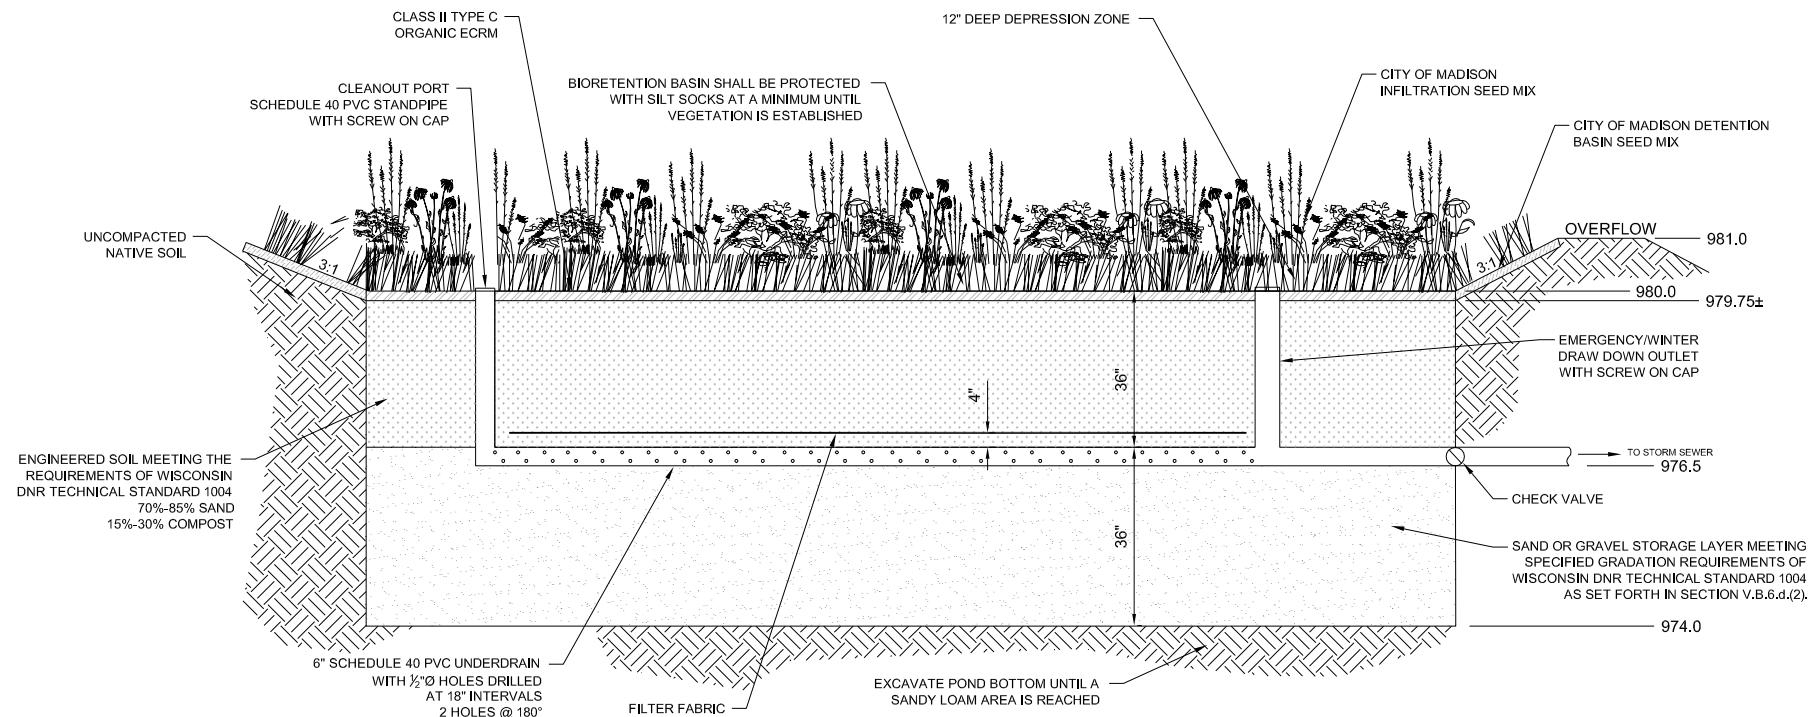 CLASS II TYPE C
ORGANIC ECRM
12" DEEP DEPRESSION ZONE
CLEANOUT PORT
SCHEDULE 40 PVC STANDPIPE
WITH SCREW ON CAP
BIORETENTION BASIN SHALL BE PROTECTED
WITH SILT SOCKS AT A MINIMUM UNTIL
VEGETATION IS ESTABLISHED
CITY OF MADISON
INFILTRATION SEED MIX
CITY OF MADISON DETENTION
BASIN SEED MIX
UNCOMPACTED
NATIVE SOIL
3:1
OVERFLOW
981.0
3:1
980.0
979.75±
EMERGENCY/WINTER
DRAW DOWN OUTLET
WITH SCREW ON CAP
4"
36"
ENGINEERED SOIL MEETING THE
REQUIREMENTS OF WISCONSIN
DNR TECHNICAL STANDARD 1004
70%-85% SAND
15%-30% COMPOST
TO STORM SEWER
976.5
CHECK VALVE
36"
SAND OR GRAVEL STORAGE LAYER MEETING
SPECIFIED GRADATION REQUIREMENTS OF
WISCONSIN DNR TECHNICAL STANDARD 1004
AS SET FORTH IN SECTION V.B.6.d.(2).
974.0
6" SCHEDULE 40 PVC UNDERDRAIN
WITH ½"Ø HOLES DRILLED
AT 18" INTERVALS
2 HOLES @ 180°
FILTER FABRIC
EXCAVATE POND BOTTOM UNTIL A
SANDY LOAM AREA IS REACHED